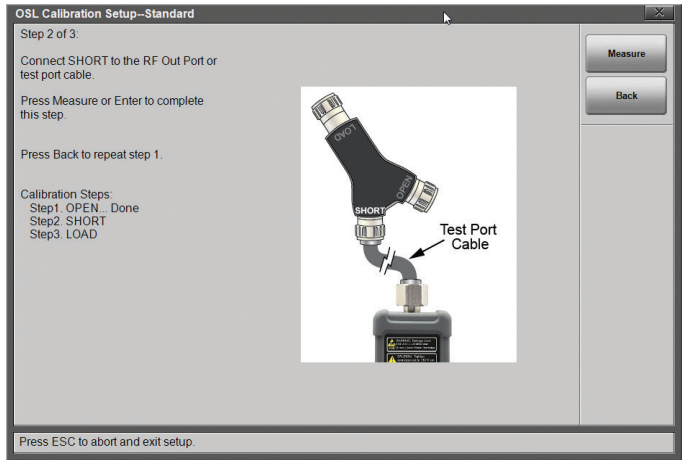 OSL Calibration Setup--Standard
Step 2 of 3:
Connect SHORT to the RF Out Port or
test port cable.
Press Measure or Enter to complete
this step.
Press Back to repeat step 1.
Calibration Steps:
Step1. OPEN... Done
Step2. SHORT
Step3. LOAD
LOAD
OPEN
SHORT
Test Port
Cable
Measure
Back
Press ESC to abort and exit setup.